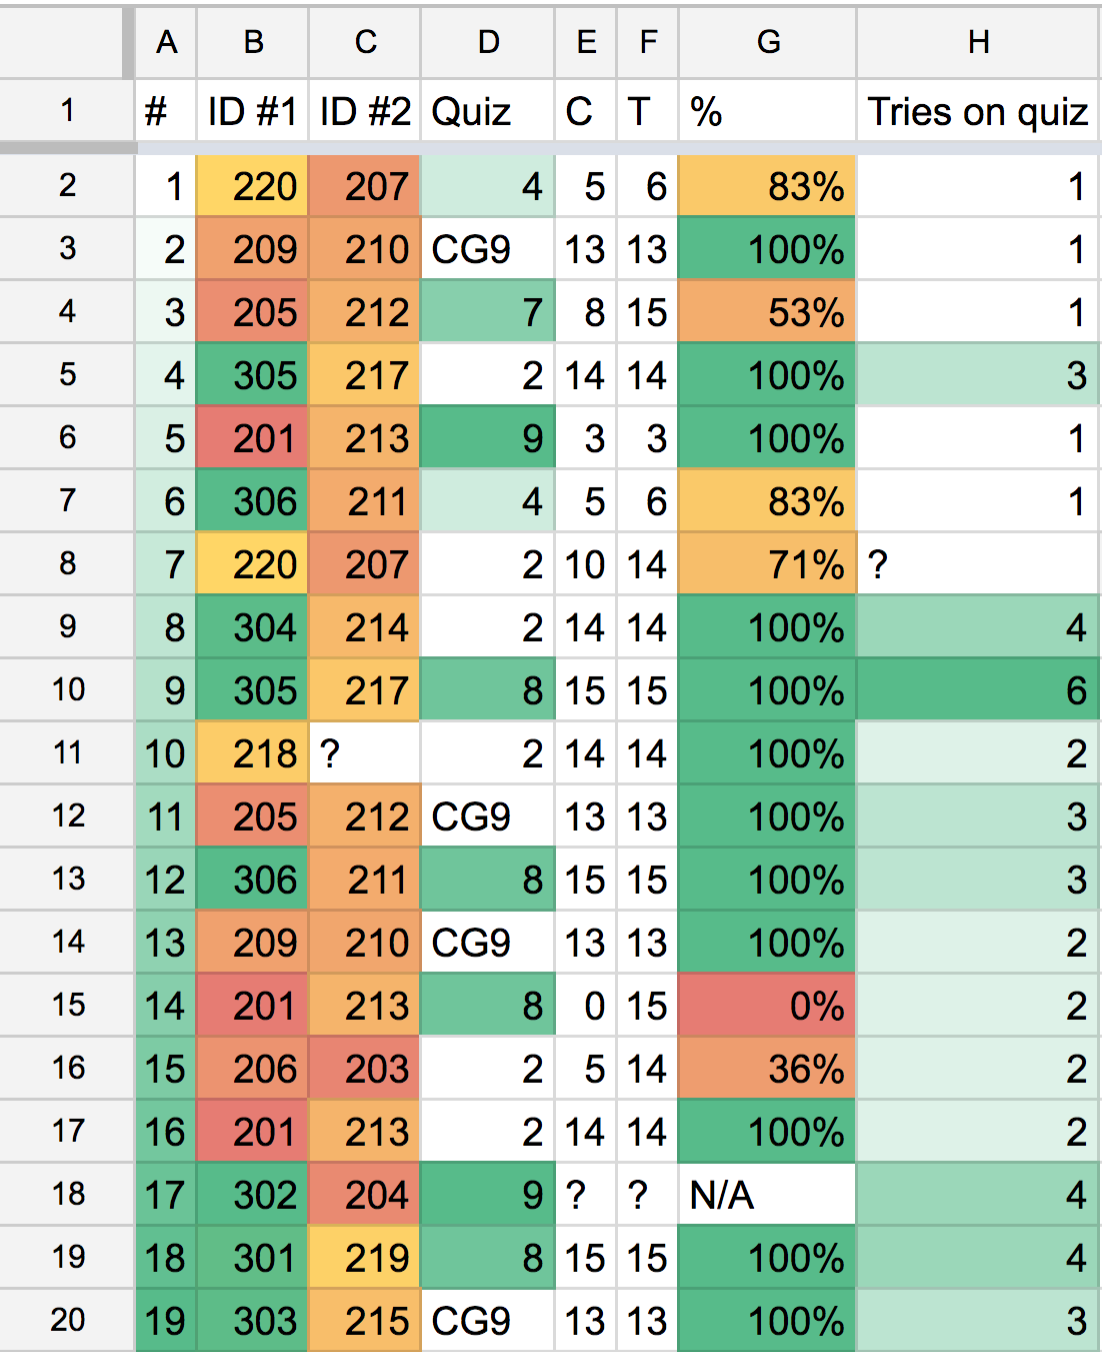 A B C D E F G H
1 # ID #1 ID #2 Quiz C T % Tries on quiz
2 1 220 207 4 5 6 83% 1
3 2 209 210 CG9 13 13 100% 1
4 3 205 212 7 8 15 53% 1
5 4 305 217 2 14 14 100% 3
6 5 201 213 9 3 3 100% 1
7 6 306 211 4 5 6 83% 1
8 7 220 207 2 10 14 71% ?
9 8 304 214 2 14 14 100% 4
10 9 305 217 8 15 15 100% 6
11 10 218 ? 2 14 14 100% 2
12 11 205 212 CG9 13 13 100% 3
13 12 306 211 8 15 15 100% 3
14 13 209 210 CG9 13 13 100% 2
15 14 201 213 8 0 15 0% 2
16 15 206 203 2 5 14 36% 2
17 16 201 213 2 14 14 100% 2
18 17 302 204 9 ? ? N/A 4
19 18 301 219 8 15 15 100% 4
20 19 303 215 CG9 13 13 100% 3